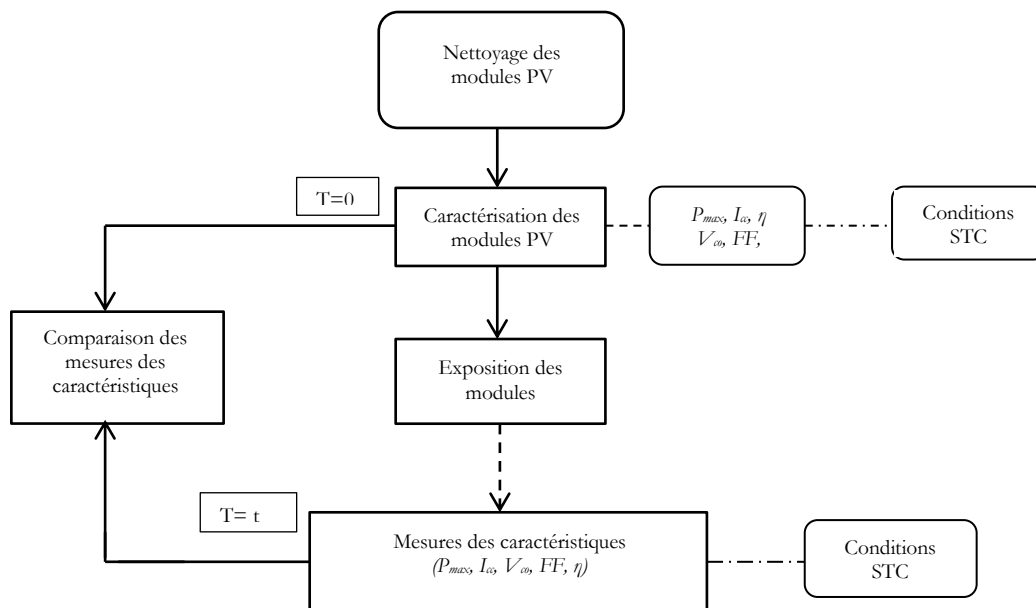 Nettoyage des
modules PV
T=0
Caractérisation des
modules PV
Pmax, Icc, η
Vco, FF,
Conditions
STC
Comparaison des
mesures des
caractéristiques
Exposition des
modules
T= t
Mesures des caractéristiques
(Pmax, Icc, Vco, FF, η)
Conditions
STC